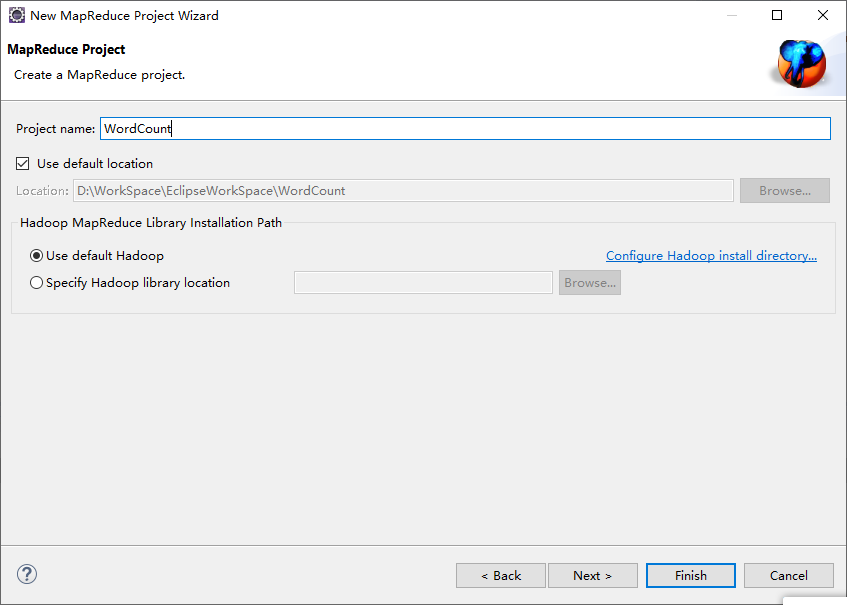 New MapReduce Project Wizard
MapReduce Project
Create a MapReduce project.
Project name: WordCount
Use default location
Location: D:\WorkSpace\EclipseWorkSpace\WordCount Browse...
Hadoop MapReduce Library Installation Path
Use default Hadoop Configure Hadoop install directory...
Specify Hadoop library location Browse...
? < Back Next > Finish Cancel